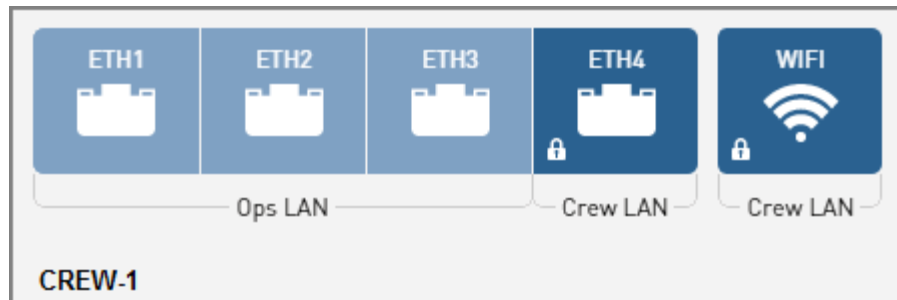 ETH1 ETH2 ETH3 ETH4 WIFI
Ops LAN Crew LAN Crew LAN
CREW-1